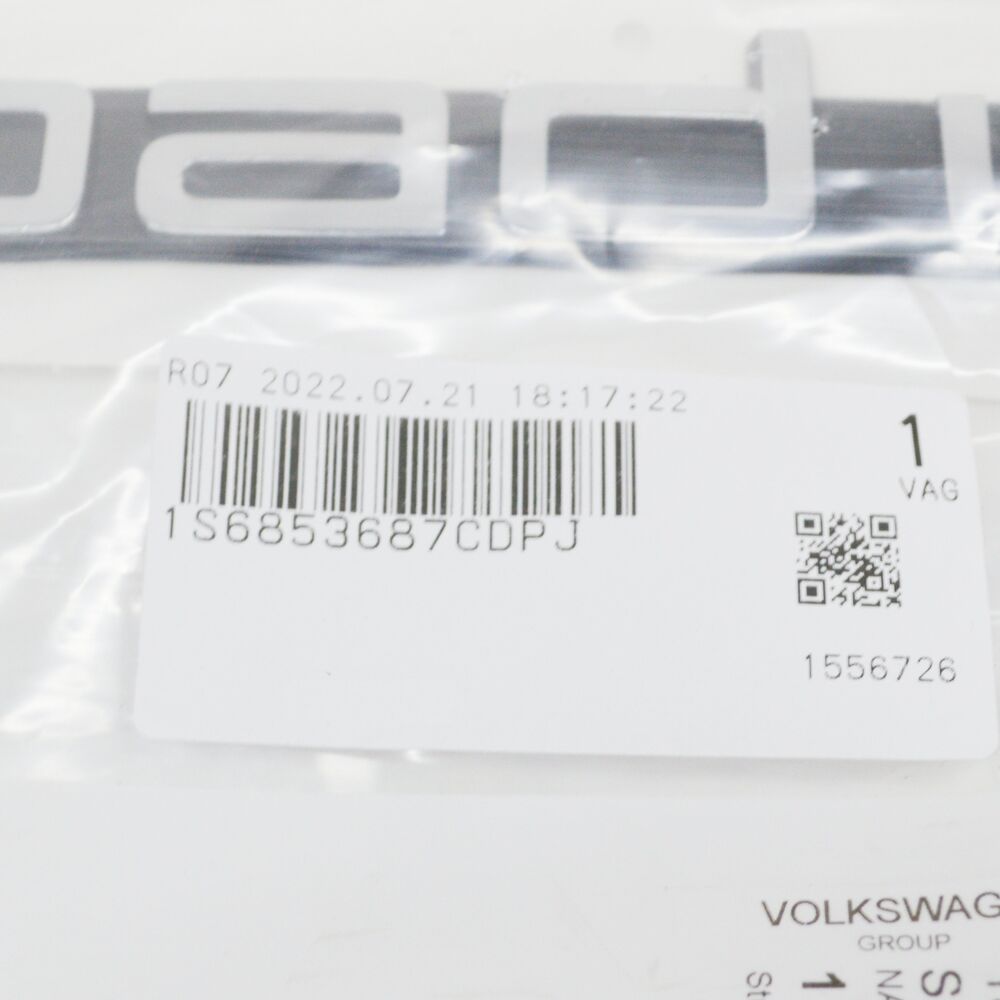 R07 2022.07.21 18:17:22
1
VAG
1S6853687CDPJ
1556726
VOLKSWAG
GROUP